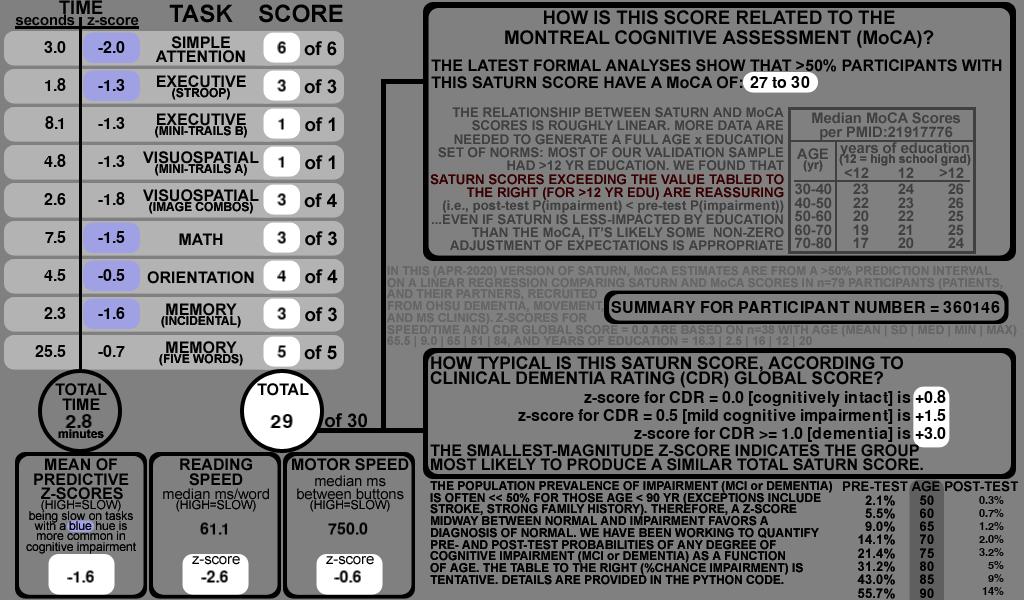 TIME
seconds z-score TASK SCORE
3.0 -2.0 SIMPLE ATTENTION 6 of 6
1.8 -1.3 EXECUTIVE (STROOP) 3 of 3
8.1 -1.3 EXECUTIVE (MINI-TRAILS B) 1 of 1
4.8 -1.3 VISUOSPATIAL (MINI-TRAILS A) 1 of 1
2.6 -1.8 VISUOSPATIAL (IMAGE COMBOS) 3 of 4
7.5 -1.5 MATH 3 of 3
4.5 -0.5 ORIENTATION 4 of 4
2.3 -1.6 MEMORY (INCIDENTAL) 3 of 3
25.5 -0.7 MEMORY (FIVE WORDS) 5 of 5
TOTAL
TIME
2.8
minutes
TOTAL
29 of 30
MEAN OF
PREDICTIVE
Z-SCORES
(HIGH=SLOW)
being slow on tasks
with a blue hue is
more common in
cognitive impairment
-1.6
READING
SPEED
median ms/word
(HIGH=SLOW)
61.1
z-score
-2.6
MOTOR SPEED
median ms
between buttons
(HIGH=SLOW)
750.0
z-score
-0.6
HOW IS THIS SCORE RELATED TO THE
MONTREAL COGNITIVE ASSESSMENT (MoCA)?
THE LATEST FORMAL ANALYSES SHOW THAT >50% PARTICIPANTS WITH
THIS SATURN SCORE HAVE A MoCA OF: 27 to 30
THE RELATIONSHIP BETWEEN SATURN AND MoCA
SCORES IS ROUGHLY LINEAR. MORE DATA ARE
NEEDED TO GENERATE A FULL AGE x EDUCATION
SET OF NORMS: MOST OF OUR VALIDATION SAMPLE
HAD >12 YR EDUCATION. WE FOUND THAT
SATURN SCORES EXCEEDING THE VALUE TABLED TO
THE RIGHT (FOR >12 YR EDU) ARE REASSURING
(i.e., post-test P(impairment) < pre-test P(impairment))
...EVEN IF SATURN IS LESS-IMPACTED BY EDUCATION
THAN THE MoCA, IT'S LIKELY SOME NON-ZERO
ADJUSTMENT OF EXPECTATIONS IS APPROPRIATE
Median MoCA Scores
per PMID:21917776
AGE (yr) years of education
(12 = high school grad)
<12 12 >12
30-40 23 24 26
40-50 22 23 26
50-60 20 22 25
60-70 19 21 25
70-80 17 20 24
IN THIS (APR-2020) VERSION OF SATURN, MoCA ESTIMATES ARE FROM A >50% PREDICTION INTERVAL
ON A LINEAR REGRESSION COMPARING SATURN AND MoCA SCORES IN n=79 PARTICIPANTS (PATIENTS,
AND THEIR PARTNERS, RECRUITED
FROM OHSU DEMENTIA, MOVEMENT
AND MS CLINICS). Z-SCORES FOR
SPEED/TIME AND CDR GLOBAL SCORE = 0.0 ARE BASED ON n=38 WITH AGE (MEAN | SD | MED | MIN | MAX)
65.5 | 9.0 | 65 | 51 | 84, AND YEARS OF EDUCATION = 16.3 | 2.5 | 16 | 12 | 20
SUMMARY FOR PARTICIPANT NUMBER = 360146
HOW TYPICAL IS THIS SATURN SCORE, ACCORDING TO
CLINICAL DEMENTIA RATING (CDR) GLOBAL SCORE?
z-score for CDR = 0.0 [cognitively intact] is +0.8
z-score for CDR = 0.5 [mild cognitive impairment] is +1.5
z-score for CDR >= 1.0 [dementia] is +3.0
THE SMALLEST-MAGNITUDE Z-SCORE INDICATES THE GROUP
MOST LIKELY TO PRODUCE A SIMILAR TOTAL SATURN SCORE.
THE POPULATION PREVALENCE OF IMPAIRMENT (MCI or DEMENTIA)
IS OFTEN << 50% FOR THOSE AGE < 90 YR (EXCEPTIONS INCLUDE
STROKE, STRONG FAMILY HISTORY). THEREFORE, A Z-SCORE
MIDWAY BETWEEN NORMAL AND IMPAIRMENT FAVORS A
DIAGNOSIS OF NORMAL. WE HAVE BEEN WORKING TO QUANTIFY
PRE- AND POST-TEST PROBABILITIES OF ANY DEGREE OF
COGNITIVE IMPAIRMENT (MCI or DEMENTIA) AS A FUNCTION
OF AGE. THE TABLE TO THE RIGHT (%CHANCE IMPAIRMENT) IS
TENTATIVE. DETAILS ARE PROVIDED IN THE PYTHON CODE.
PRE-TEST AGE POST-TEST
2.1% 50 0.3%
5.5% 60 0.7%
9.0% 65 1.2%
14.1% 70 2.0%
21.4% 75 3.2%
31.2% 80 5%
43.0% 85 9%
55.7% 90 14%